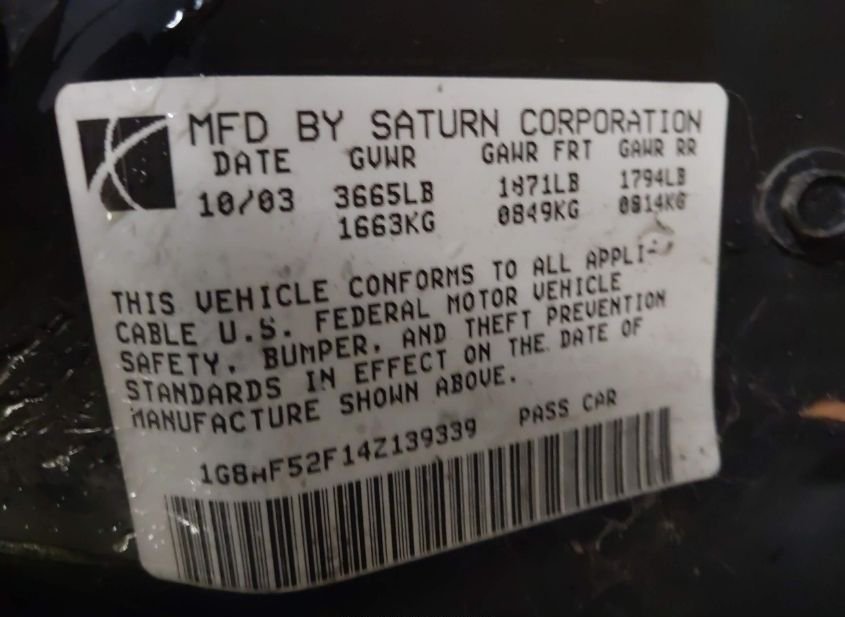 MFD BY SATURN CORPORATION
DATE GVWR GAWR FRT GAWR RR
10/03 3665LB 1871LB 1794LB
1663KG 0849KG 0814KG
THIS VEHICLE CONFORMS TO ALL APPLI-
CABLE U.S. FEDERAL MOTOR VEHICLE
SAFETY, BUMPER, AND THEFT PREVENTION
STANDARDS IN EFFECT ON THE DATE OF
MANUFACTURE SHOWN ABOVE.
1G8AF52F14Z139339 PASS CAR